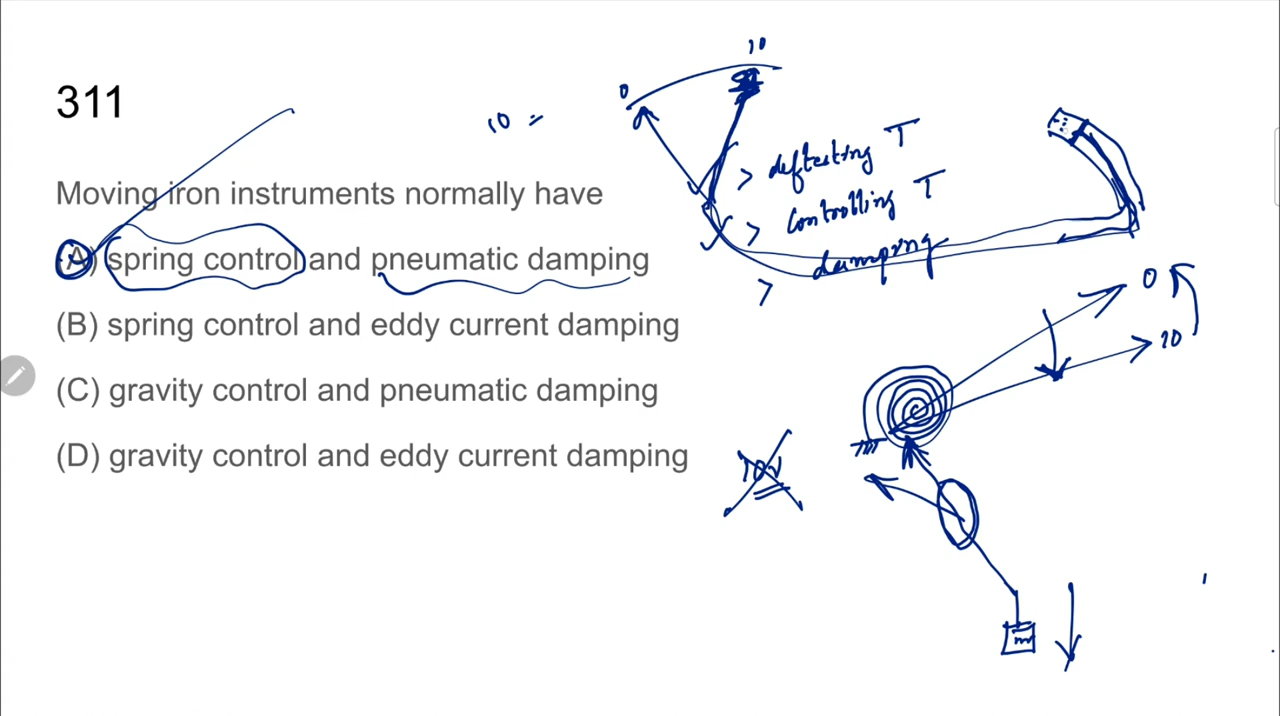 311
Moving iron instruments normally have
(A) spring control and pneumatic damping
(B) spring control and eddy current damping
(C) gravity control and pneumatic damping
(D) gravity control and eddy current damping
10 =
0
10
> deflecting T
> Controlling T
> damping
0
10
10V
m